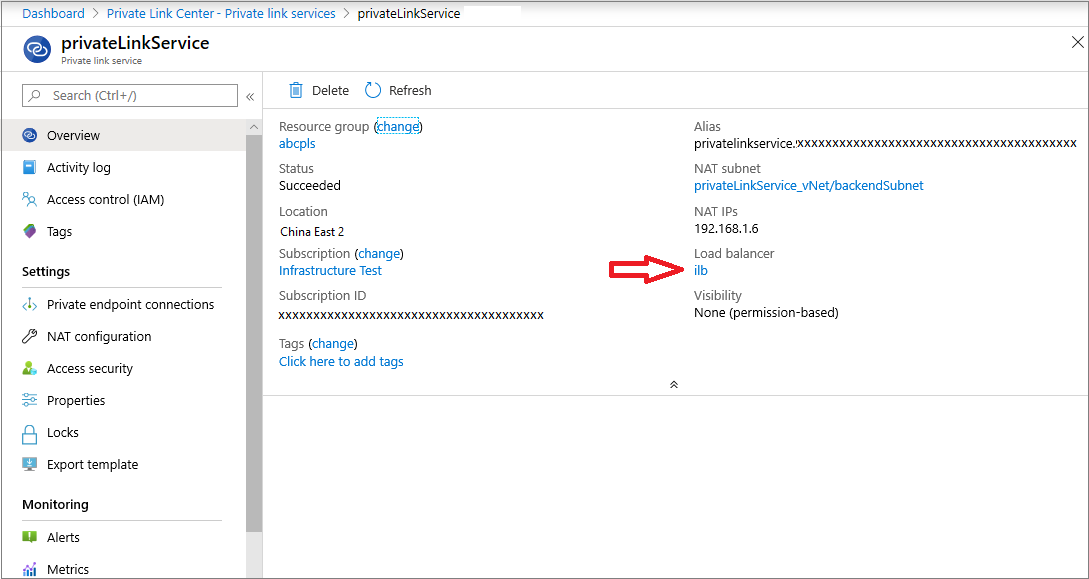 Dashboard > Private Link Center - Private link services > privateLinkService
privateLinkService
Private link service
Search (Ctrl+/)
«
Overview
Activity log
Access control (IAM)
Tags
Settings
Private endpoint connections
NAT configuration
Access security
Properties
Locks
Export template
Monitoring
Alerts
Metrics
Delete
Refresh
Resource group (change)
abcpls
Status
Succeeded
Location
China East 2
Subscription (change)
Infrastructure Test
Subscription ID
xxxxxxxxxxxxxxxxxxxxxxxxxxxxxxxxxxxxxx
Tags (change)
Click here to add tags
Alias
privatelinkservice.xxxxxxxxxxxxxxxxxxxxxxxxxxxxxxxxxxxxxxxx
NAT subnet
privateLinkService_vNet/backendSubnet
NAT IPs
192.168.1.6
Load balancer
ilb
Visibility
None (permission-based)